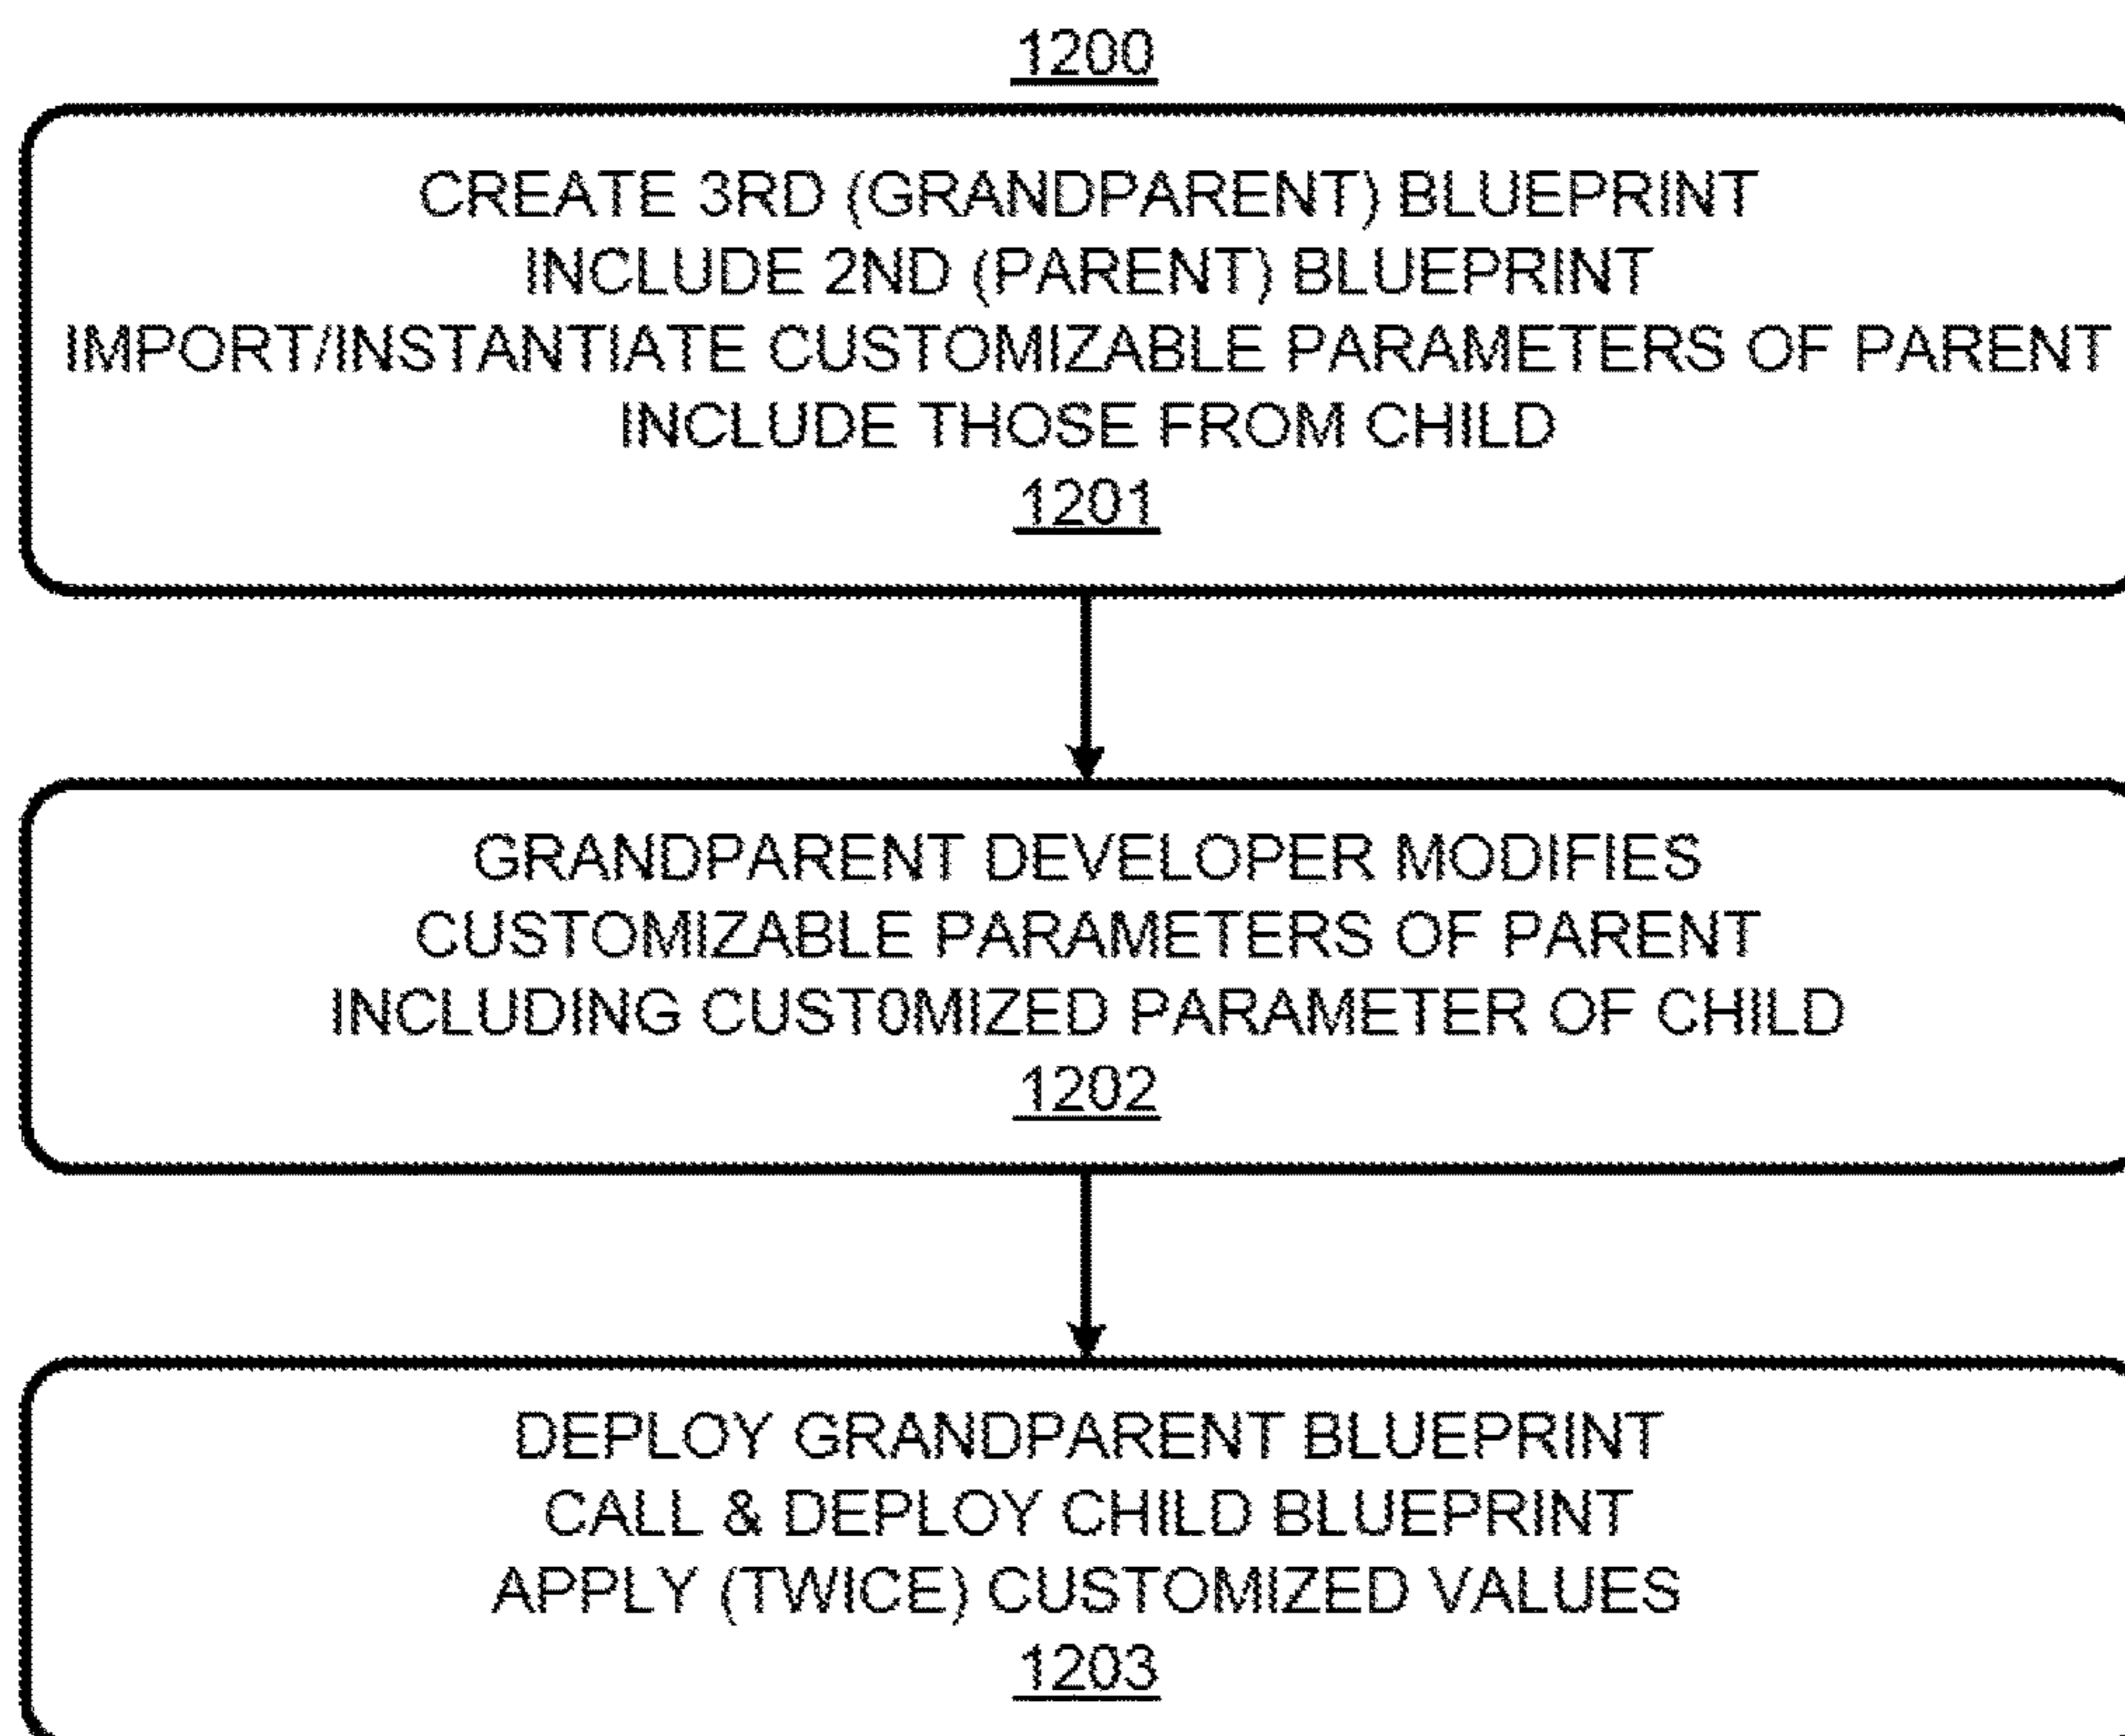 1200
CREATE 3RD (GRANDPARENT) BLUEPRINT
INCLUDE 2ND (PARENT) BLUEPRINT
IMPORT/INSTANTIATE CUSTOMIZABLE PARAMETERS OF PARENT
INCLUDE THOSE FROM CHILD
1201
GRANDPARENT DEVELOPER MODIFIES
CUSTOMIZABLE PARAMETERS OF PARENT
INCLUDING CUST0MIZED PARAMETER OF CHILD
1202
DEPLOY GRANDPARENT BLUEPRINT
CALL & DEPLOY CHILD BLUEPRINT
APPLY (TWICE) CUSTOMIZED VALUES
1203